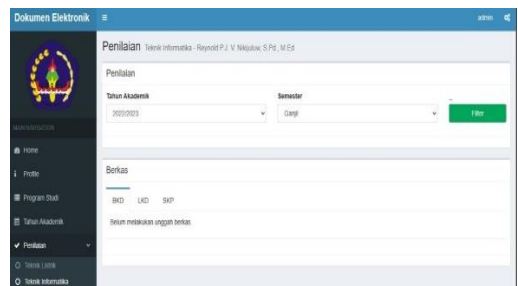 Dokumen Elektronik
admin
Penilaian Teknik Informatika - Reynold P.J. V. Nikijuluw, S.Pd., M.Ed
Penilaian
Tahun Akademik Semester
2022/2023 Ganjil Filter
MAIN NAVIGATION
Home
Profile
Program Studi
Tahun Akademik
Penilaian
Teknik Listrik
Teknik Informatika
Berkas
BKD LKD SKP
Belum melakukan unggah berkas